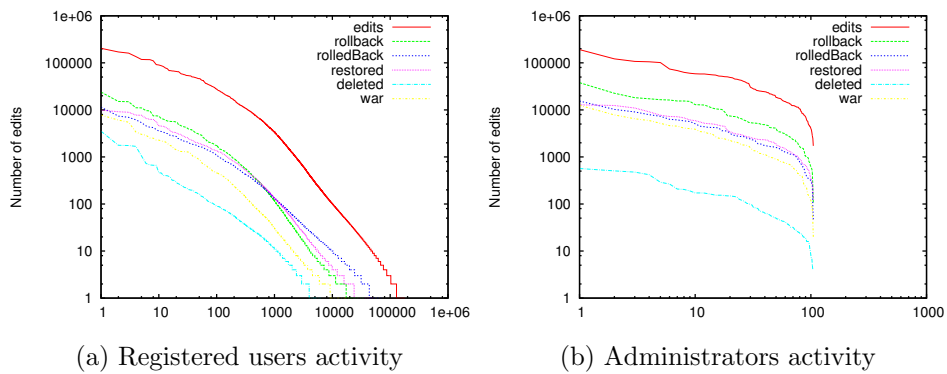 1e+06
100000
10000
1000
100
10
1
Number of edits
edits
rollback
rolledBack
restored
deleted
war
1 10 100 1000 10000 100000 1e+06
(a) Registered users activity
1e+06
100000
10000
1000
100
10
1
Number of edits
edits
rollback
rolledBack
restored
deleted
war
1 10 100 1000
(b) Administrators activity